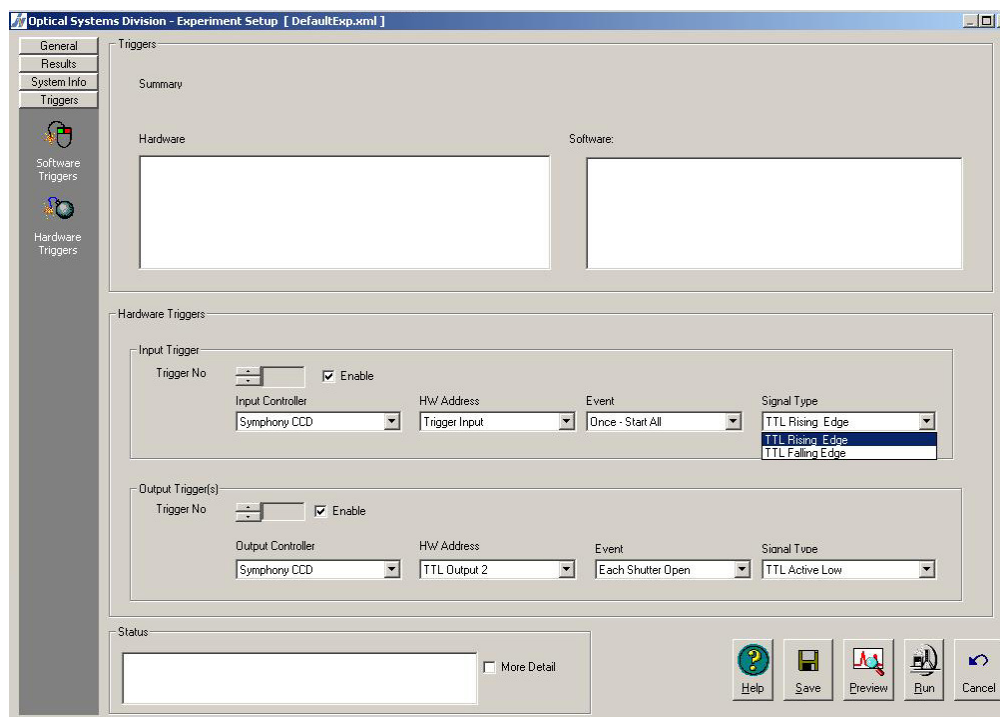 Optical Systems Division - Experiment Setup [ DefaultExp.xml ]
General
Results
System Info
Triggers
Software
Triggers
Hardware
Triggers
Triggers
Summary
Hardware
Software:
Hardware Triggers
Input Trigger
Trigger No
Enable
Input Controller
HW Address
Event
Signal Type
Symphony CCD
Trigger Input
Once - Start All
TTL Rising Edge
TTL Rising Edge
TTL Falling Edge
Output Trigger(s)
Trigger No
Enable
Output Controller
HW Address
Event
Signal Type
Symphony CCD
TTL Output 2
Each Shutter Open
TTL Active Low
Status
More Detail
Help
Save
Preview
Run
Cancel